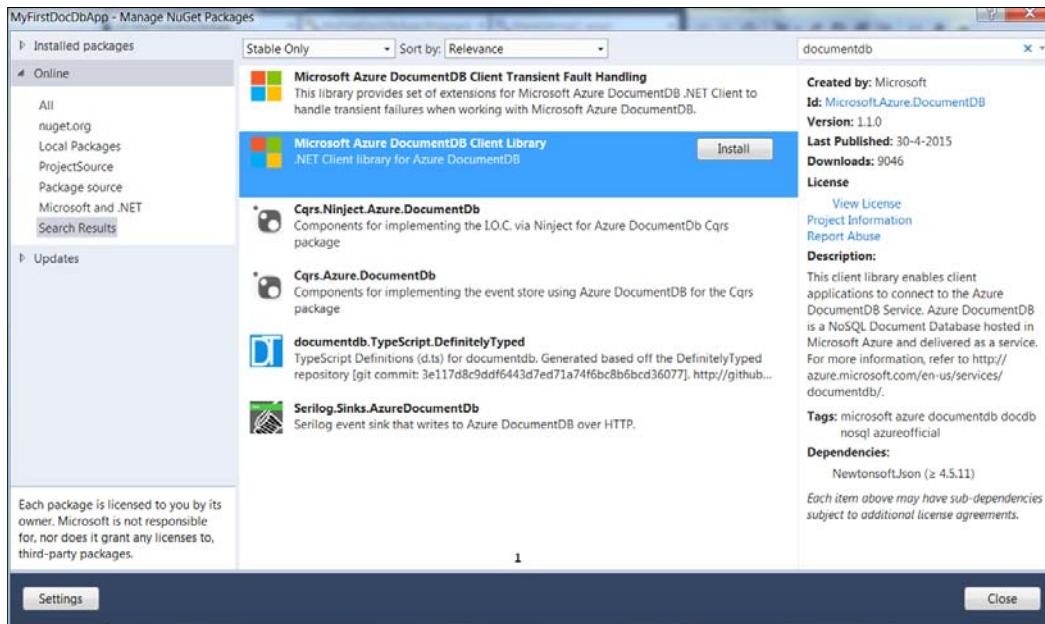 MyFirstDocDbApp - Manage NuGet Packages
Installed packages
Online
All
nuget.org
Local Packages
ProjectSource
Package source
Microsoft and .NET
Search Results
Updates
Each package is licensed to you by its
owner. Microsoft is not responsible
for, nor does it grant any licenses to,
third-party packages.
Stable Only
Sort by: Relevance
Microsoft Azure DocumentDB Client Transient Fault Handling
This library provides set of extensions for Microsoft Azure DocumentDB .NET Client to
handle transient failures when working with Microsoft Azure DocumentDB.
Microsoft Azure DocumentDB Client Library
.NET Client library for Azure DocumentDB
Install
Cqrs.Ninject.Azure.DocumentDb
Components for implementing the I.O.C. via Ninject for Azure DocumentDb Cqrs
package
Cqrs.Azure.DocumentDb
Components for implementing the event store using Azure DocumentDB for the Cqrs
package
documentdb.TypeScript.DefinitelyTyped
TypeScript Definitions (d.ts) for documentdb. Generated based off the DefinitelyTyped
repository [git commit: 3e117d8c9ddf6443d7ed71a74f6bc8b6bcd36077]. http://github...
Serilog.Sinks.AzureDocumentDb
Serilog event sink that writes to Azure DocumentDB over HTTP.
1
documentdb
Created by: Microsoft
Id: Microsoft.Azure.DocumentDB
Version: 1.1.0
Last Published: 30-4-2015
Downloads: 9046
License
View License
Project Information
Report Abuse
Description:
This client library enables client
applications to connect to the Azure
DocumentDB Service. Azure DocumentDB
is a NoSQL Document Database hosted in
Microsoft Azure and delivered as a service.
For more information, refer to http://
azure.microsoft.com/en-us/services/
documentdb/.
Tags: microsoft azure documentdb docdb
nosql azureofficial
Dependencies:
Newtonsoft.Json (≥ 4.5.11)
Each item above may have sub-dependencies
subject to additional license agreements.
Settings
Close